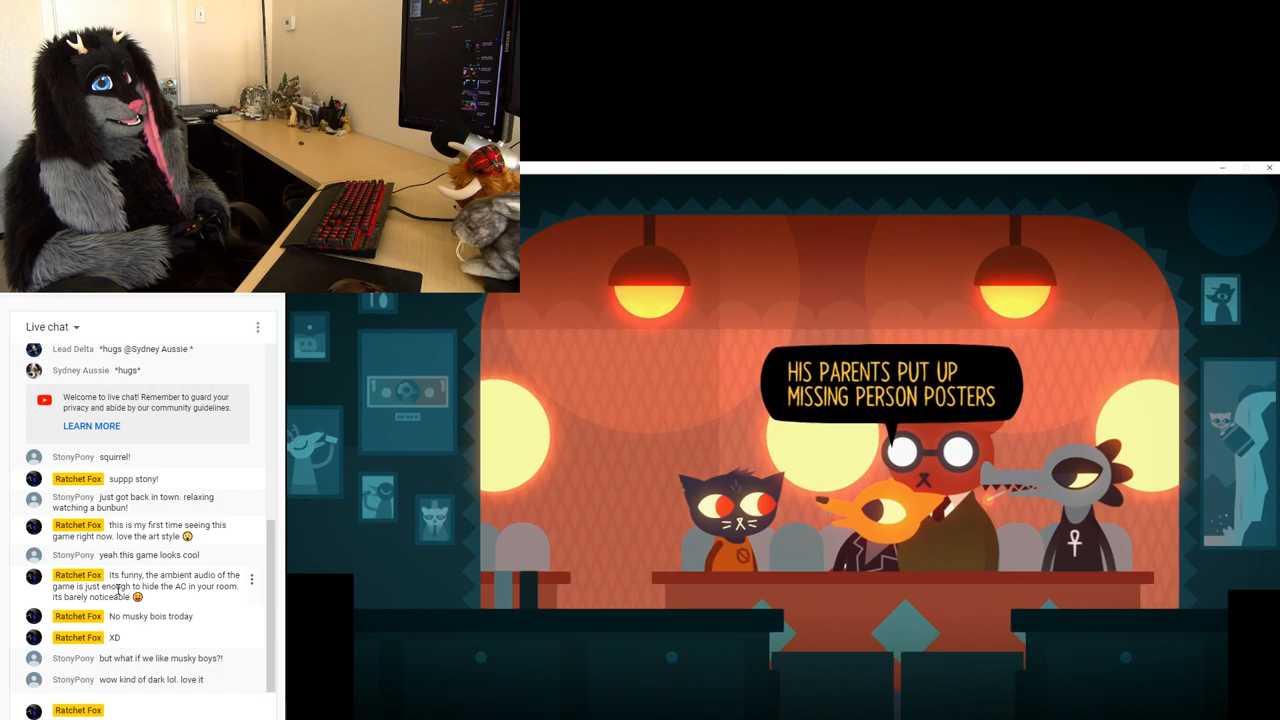 HIS PARENTS PUT UP
MISSING PERSON POSTERS
Live chat
Lead Delta *hugs @Sydney Aussie *
Sydney Aussie *hugs*
Welcome to live chat! Remember to guard your
privacy and abide by our community guidelines.
LEARN MORE
StonyPony squirrel!
Ratchet Fox suppp stony!
StonyPony just got back in town. relaxing
watching a bunbun!
Ratchet Fox this is my first time seeing this
game right now. love the art style 😲
StonyPony yeah this game looks cool
Ratchet Fox Its funny, the ambient audio of the
game is just enough to hide the AC in your room.
its barely noticeable 😛
Ratchet Fox No musky bois troday
Ratchet Fox XD
StonyPony but what if we like musky boys?!
StonyPony wow kind of dark lol. love it
Ratchet Fox
SAMSUNG